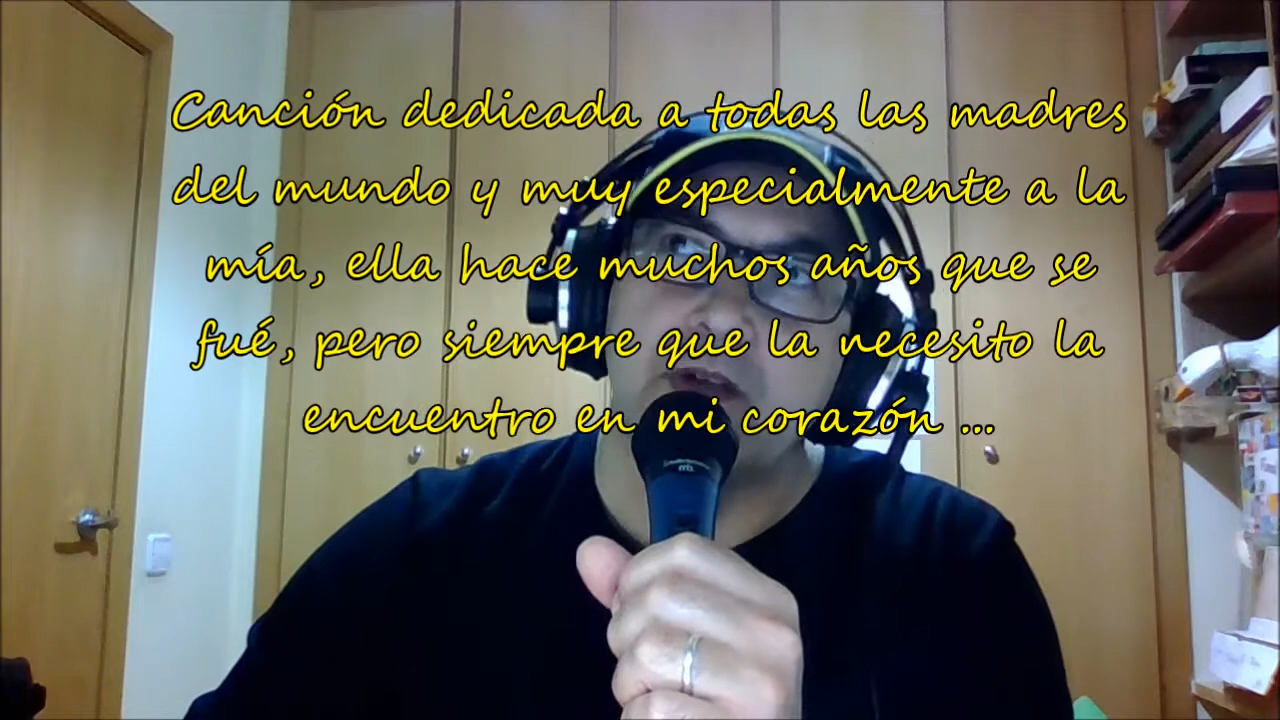 Canción dedicada a todas las madres
del mundo y muy especialmente a la
mía, ella hace muchos años que se
fué, pero siempre que la necesito la
encuentro en mi corazón ...